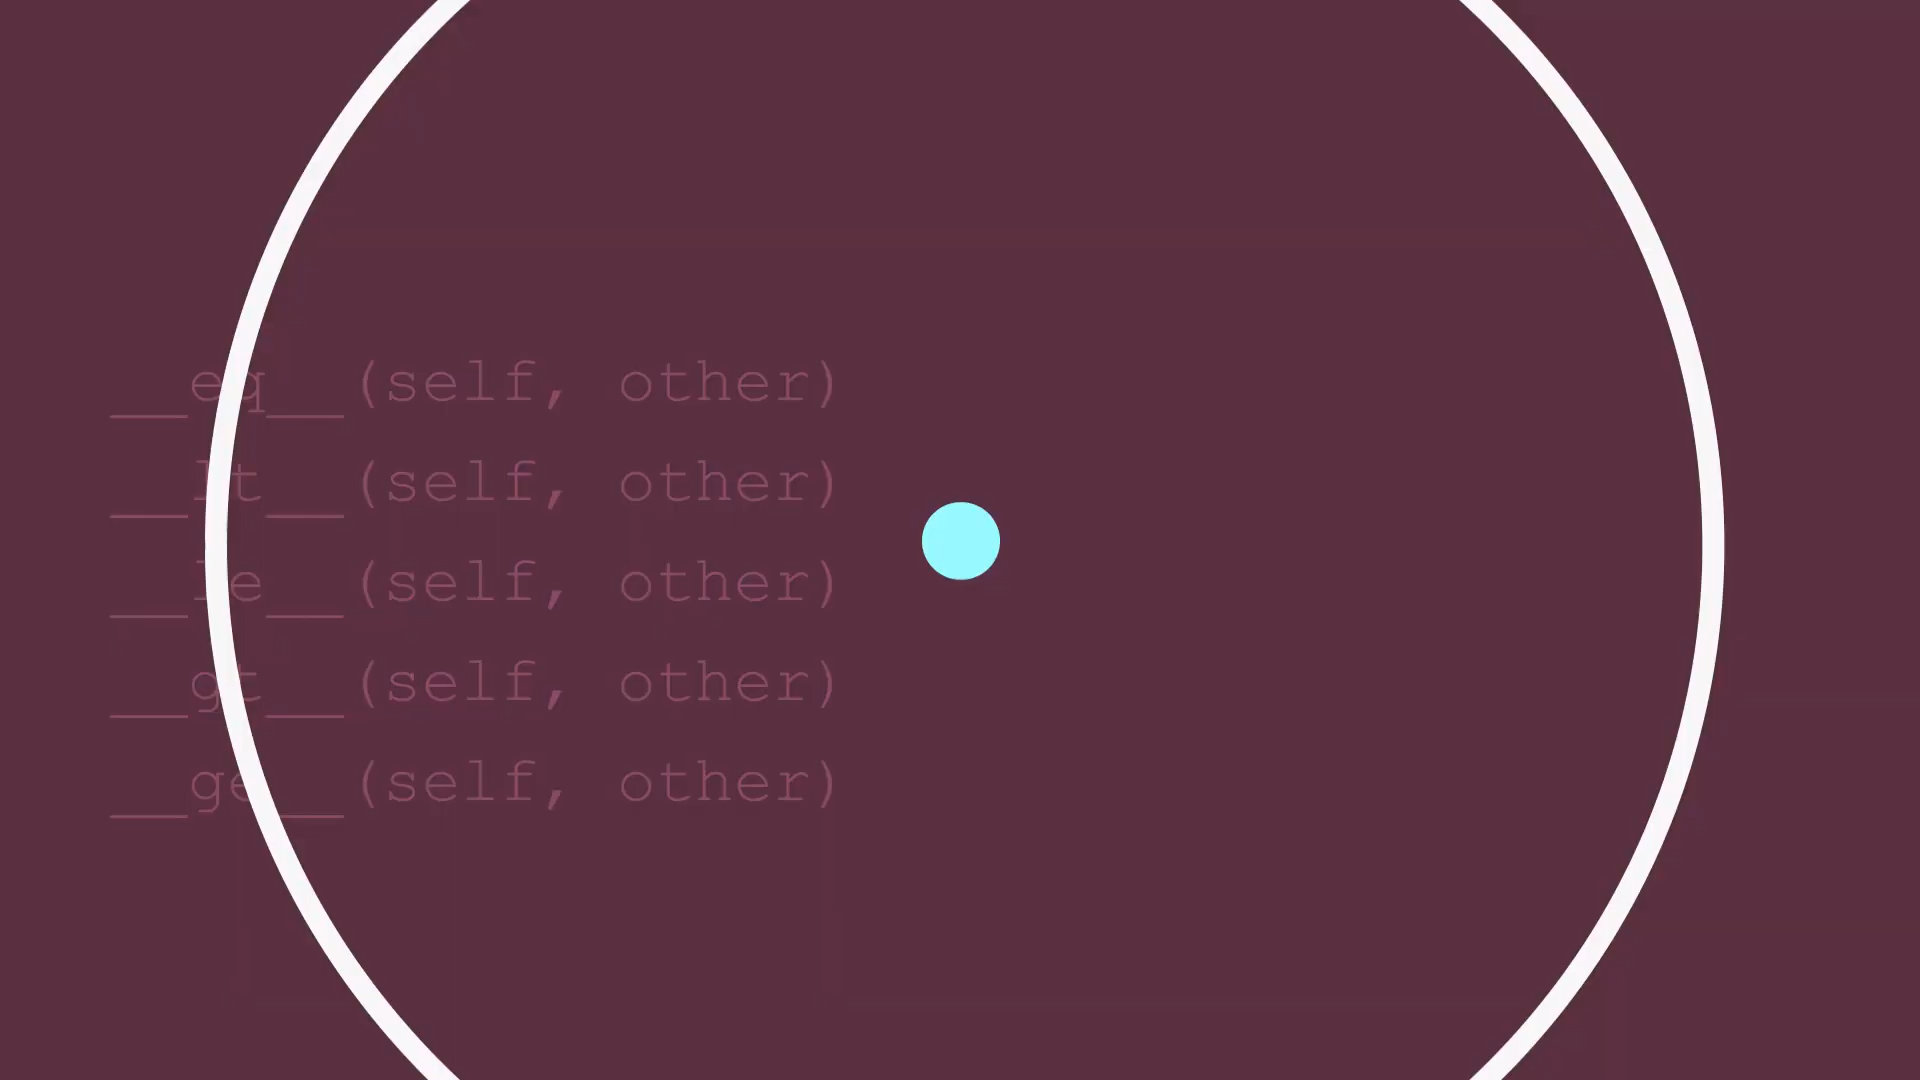 __eq__(self, other)
__lt__(self, other)
__le__(self, other)
__gt__(self, other)
__ge__(self, other)